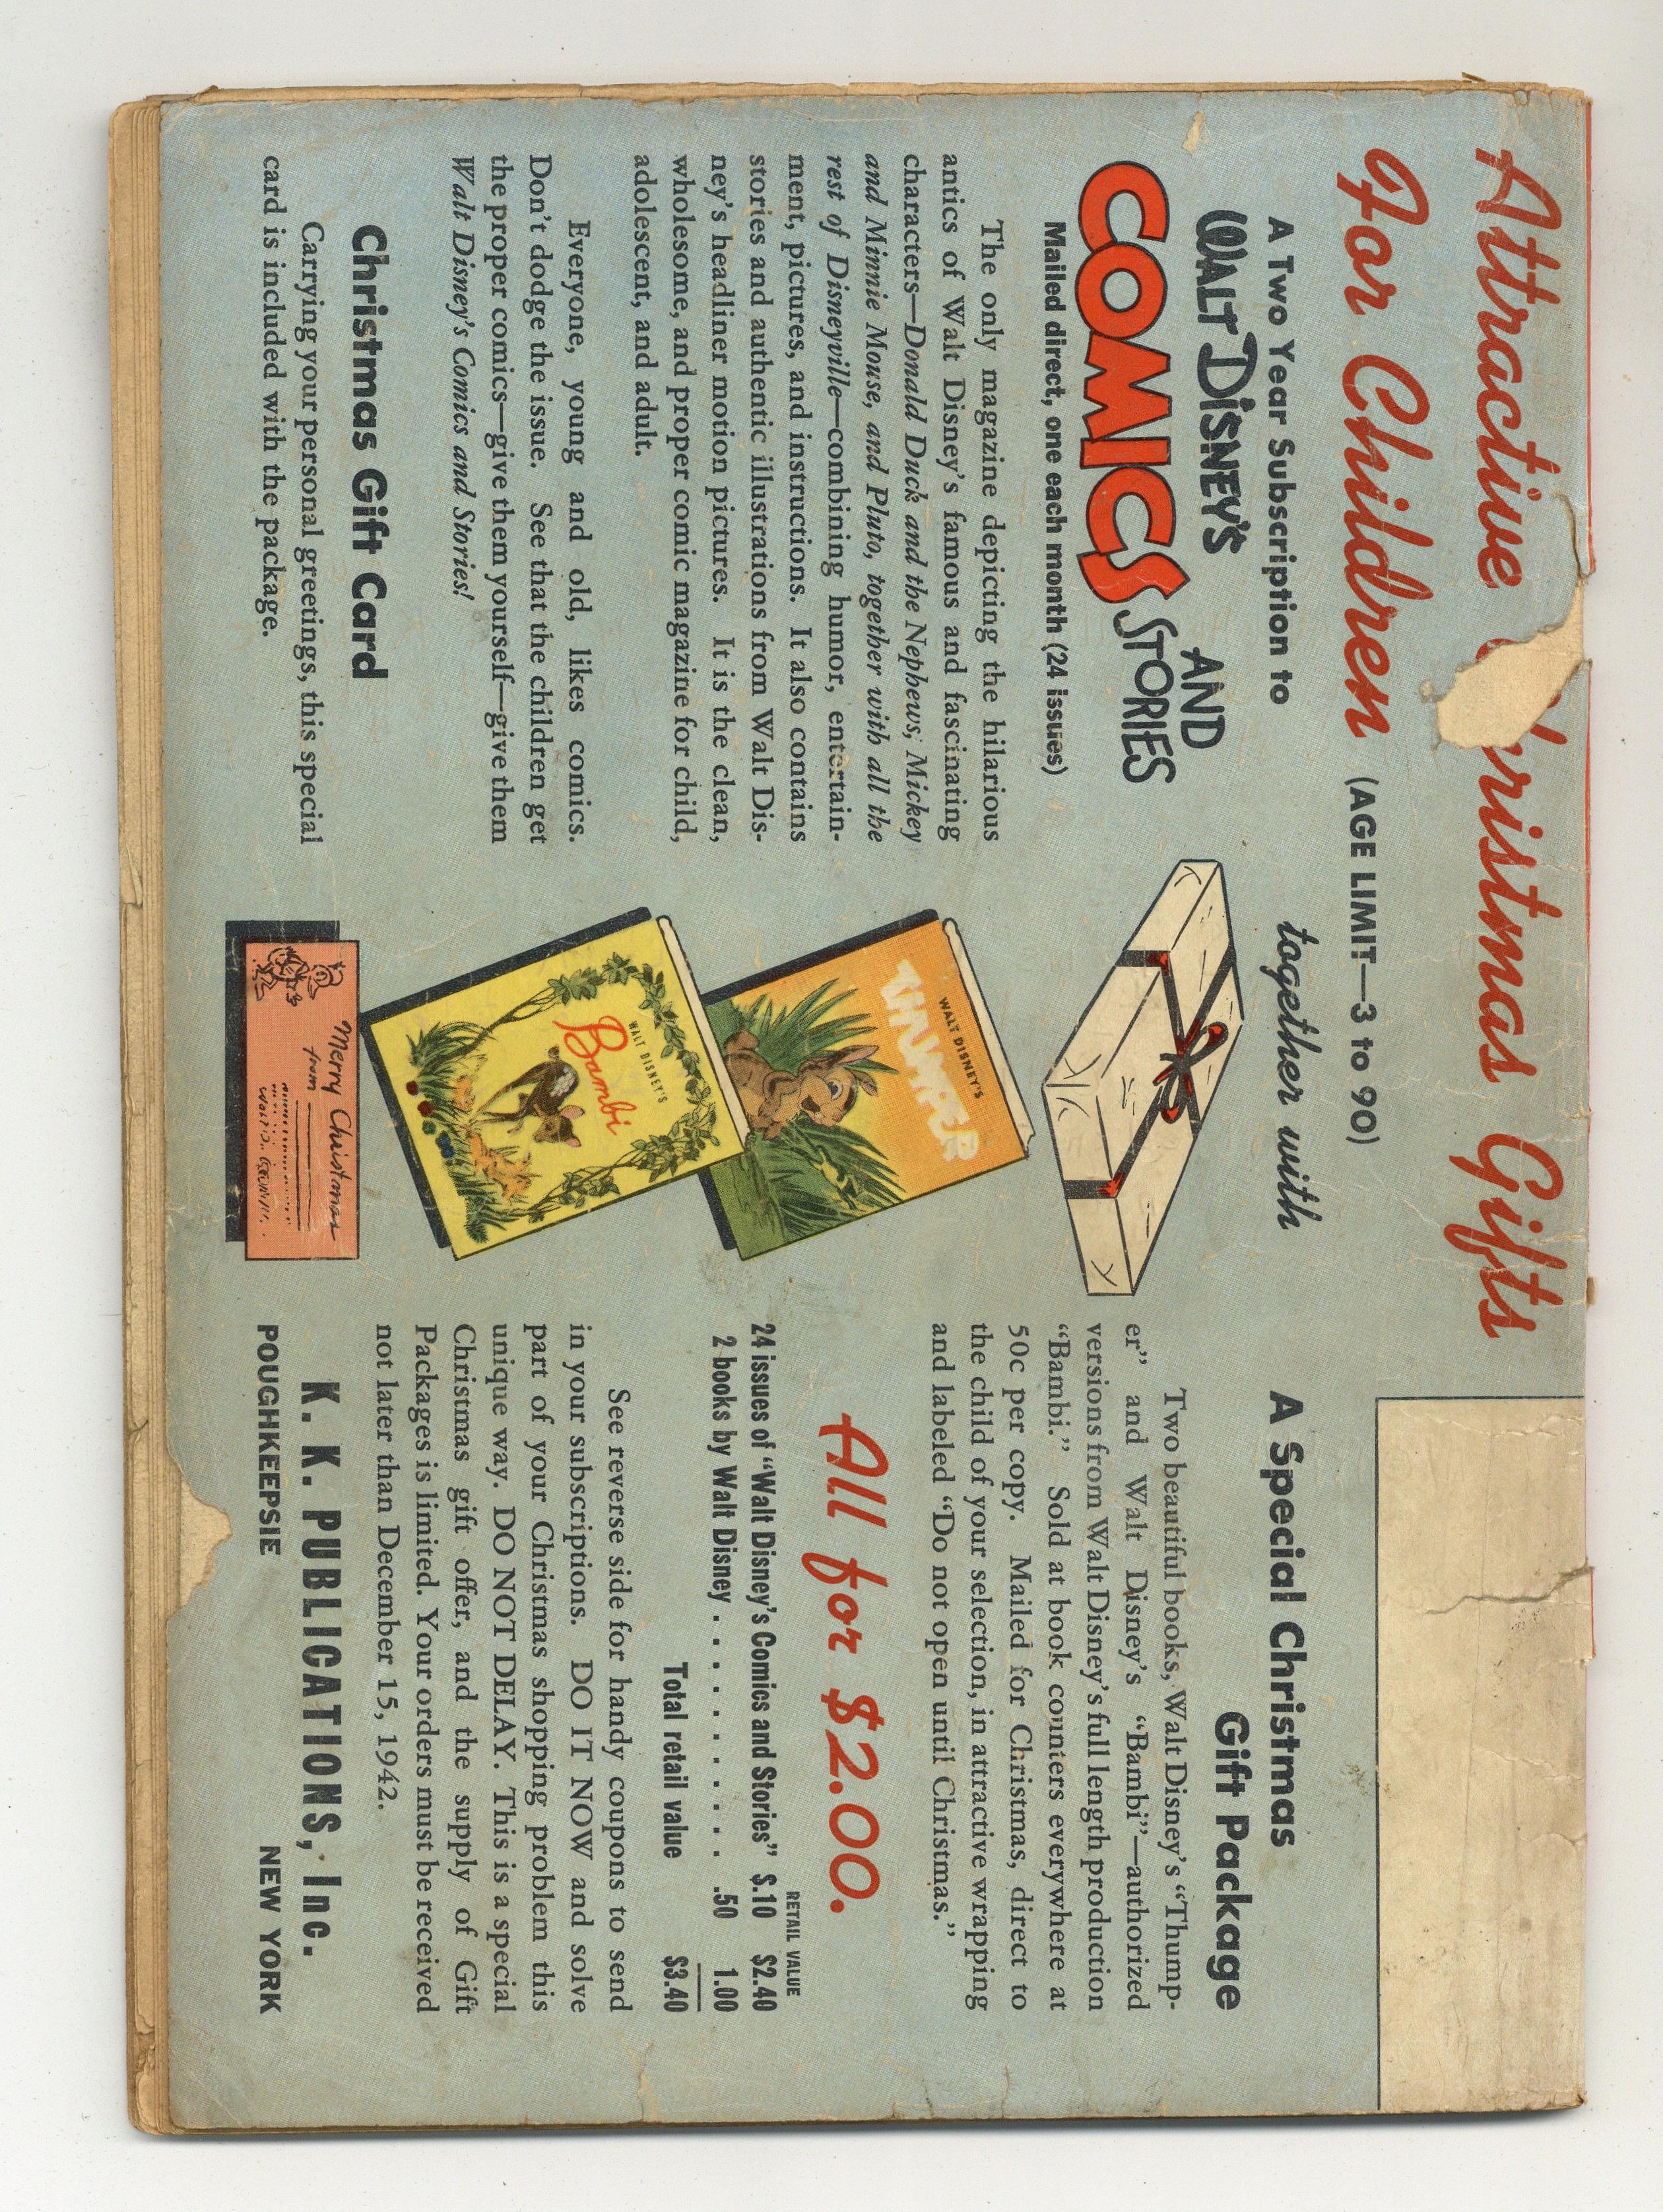 Attractive Christmas Gifts
For Children (AGE LIMIT—3 to 90)
A Two Year Subscription to
WALT DISNEY'S
COMICS AND
STORIES
Mailed direct, one each month (24 issues)
The only magazine depicting the hilarious
antics of Walt Disney's famous and fascinating
characters—Donald Duck and the Nephews; Mickey
and Minnie Mouse, and Pluto, together with all the
rest of Disneyville—combining humor, entertain-
ment, pictures, and instructions. It also contains
stories and authentic illustrations from Walt Dis-
ney's headliner motion pictures. It is the clean,
wholesome, and proper comic magazine for child,
adolescent, and adult.
Everyone, young and old, likes comics.
Don't dodge the issue. See that the children get
the proper comics—give them yourself—give them
Walt Disney's Comics and Stories!
Christmas Gift Card
Carrying your personal greetings, this special
card is included with the package.
together with
WALT DISNEY'S
THUMPER
WALT DISNEY'S
Bambi
Merry Christmas
from
A Special Christmas
Gift Package
Two beautiful books, Walt Disney's "Thump-
er" and Walt Disney's "Bambi"—authorized
versions from Walt Disney's full length production
"Bambi." Sold at book counters everywhere at
50c per copy. Mailed for Christmas, direct to
the child of your selection, in attractive wrapping
and labeled "Do not open until Christmas."
All for $2.00.
RETAIL VALUE
24 issues of "Walt Disney's Comics and Stories" $.10 $2.40
2 books by Walt Disney . . . . . . . . . . .50 1.00
Total retail value $3.40
See reverse side for handy coupons to send
in your subscriptions. DO IT NOW and solve
part of your Christmas shopping problem this
unique way. DO NOT DELAY. This is a special
Christmas gift offer, and the supply of Gift
Packages is limited. Your orders must be received
not later than December 15, 1942.
K. K. PUBLICATIONS, Inc.
POUGHKEEPSIE NEW YORK